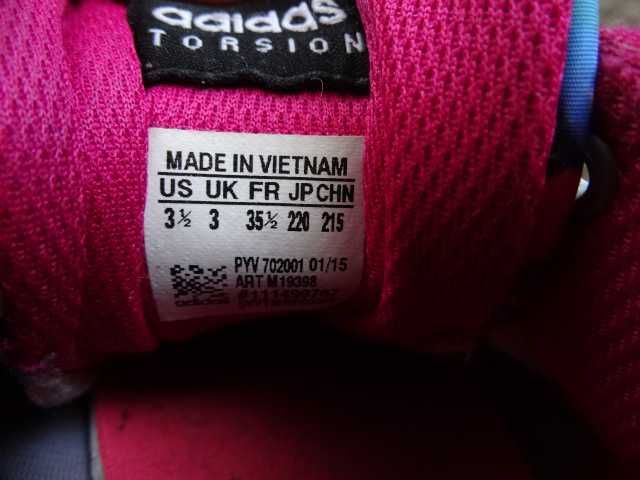 adidas
TORSION
MADE IN VIETNAM
US UK FR JP CHN
3½ 3 35½ 220 215
PYV 702001 01/15
ART M19398
adidas